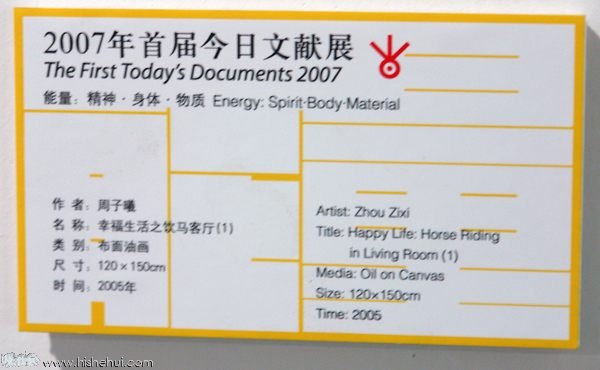 2007年首届今日文献展
The First Today's Documents 2007
能量：精神·身体·物质 Energy: Spirit·Body·Material
作 者：周子曦
名 称：幸福生活之饮马客厅(1)
类 别：布面油画
尺 寸：120×150cm
时 间：2005年
Artist: Zhou Zixi
Title: Happy Life: Horse Riding
in Living Room (1)
Media: Oil on Canvas
Size: 120×150cm
Time: 2005
www.hishehui.com